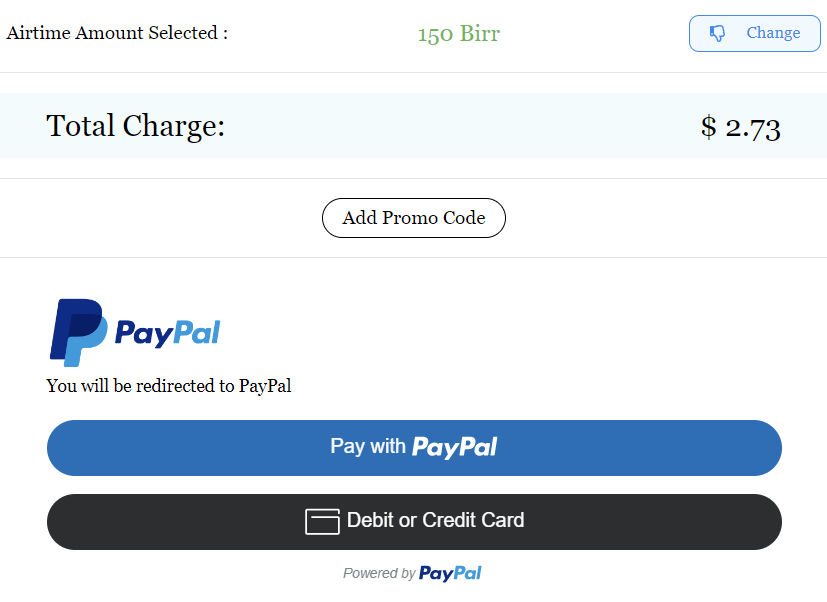 Airtime Amount Selected :
150 Birr
Change
Total Charge:
$ 2.73
Add Promo Code
PayPal
You will be redirected to PayPal
Pay with PayPal
Debit or Credit Card
Powered by PayPal